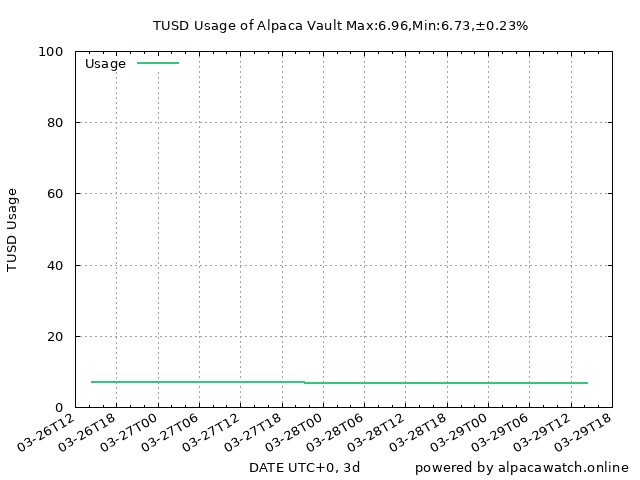 TUSD Usage of Alpaca Vault Max:6.96,Min:6.73,±0.23%
100
Usage
80
60
TUSD Usage
40
20
0
03-26T12
03-26T18
03-27T00
03-27T06
03-27T12
03-27T18
03-28T00
03-28T06
03-28T12
03-28T18
03-29T00
03-29T06
03-29T12
03-29T18
DATE UTC+0, 3d
powered by alpacawatch.online